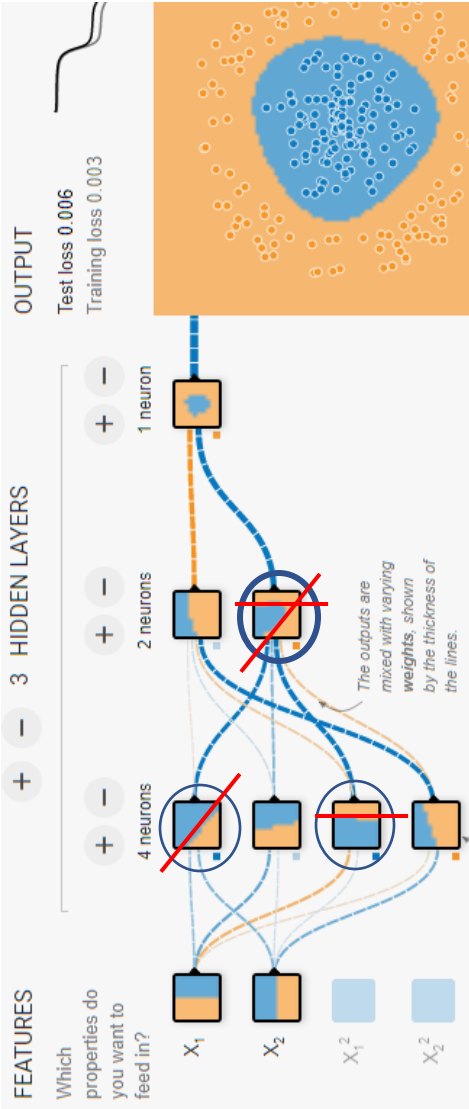 FEATURES
Which
properties do
you want to
feed in?
X1
X2
X1 2
X2 2
+ − 3 HIDDEN LAYERS
+ −
4 neurons
+ −
2 neurons
+ −
1 neuron
The outputs are
mixed with varying
weights, shown
by the thickness of
the lines.
OUTPUT
Test loss 0.006
Training loss 0.003